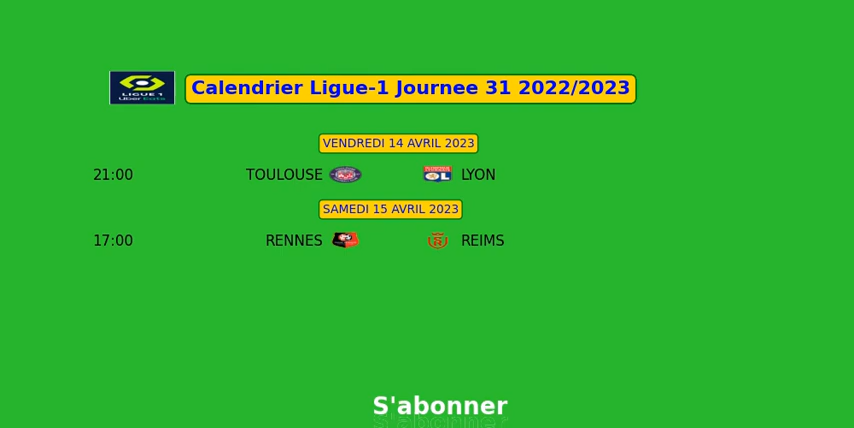 LIGUE 1
Uber Eats
Calendrier Ligue-1 Journee 31 2022/2023
VENDREDI 14 AVRIL 2023
21:00 TOULOUSE OL LYON
SAMEDI 15 AVRIL 2023
17:00 RENNES REIMS
S'abonner